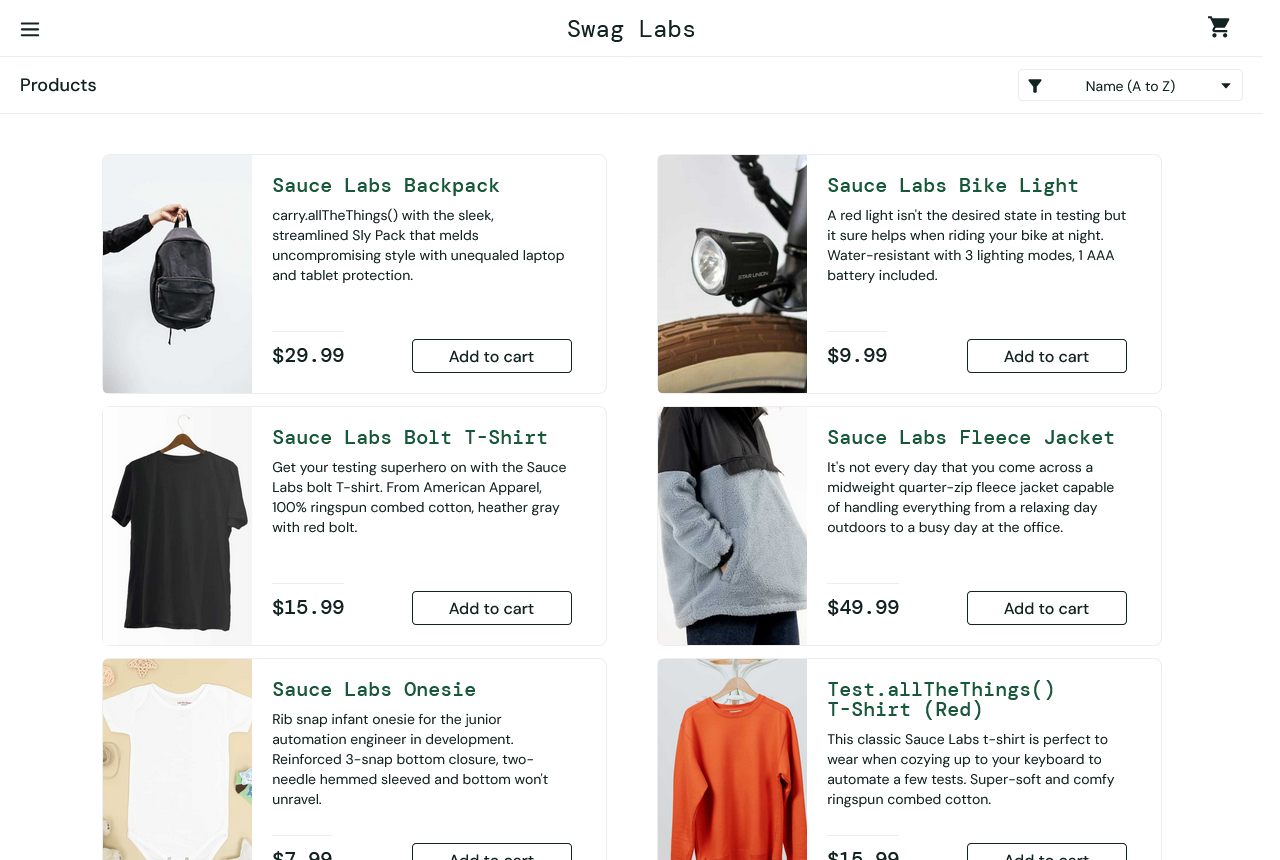 Swag Labs
Products
Name (A to Z)
Sauce Labs Backpack
carry.allTheThings() with the sleek,
streamlined Sly Pack that melds
uncompromising style with unequaled laptop
and tablet protection.
$29.99
Add to cart
Sauce Labs Bike Light
A red light isn't the desired state in testing but
it sure helps when riding your bike at night.
Water-resistant with 3 lighting modes, 1 AAA
battery included.
STAR UNION
$9.99
Add to cart
Sauce Labs Bolt T-Shirt
Get your testing superhero on with the Sauce
Labs bolt T-shirt. From American Apparel,
100% ringspun combed cotton, heather gray
with red bolt.
$15.99
Add to cart
Sauce Labs Fleece Jacket
It's not every day that you come across a
midweight quarter-zip fleece jacket capable
of handling everything from a relaxing day
outdoors to a busy day at the office.
$49.99
Add to cart
Sauce Labs Onesie
Rib snap infant onesie for the junior
automation engineer in development.
Reinforced 3-snap bottom closure, two-
needle hemmed sleeved and bottom won't
unravel.
$7.99
Add to cart
Test.allTheThings()
T-Shirt (Red)
This classic Sauce Labs t-shirt is perfect to
wear when cozying up to your keyboard to
automate a few tests. Super-soft and comfy
ringspun combed cotton.
$15.99
Add to cart